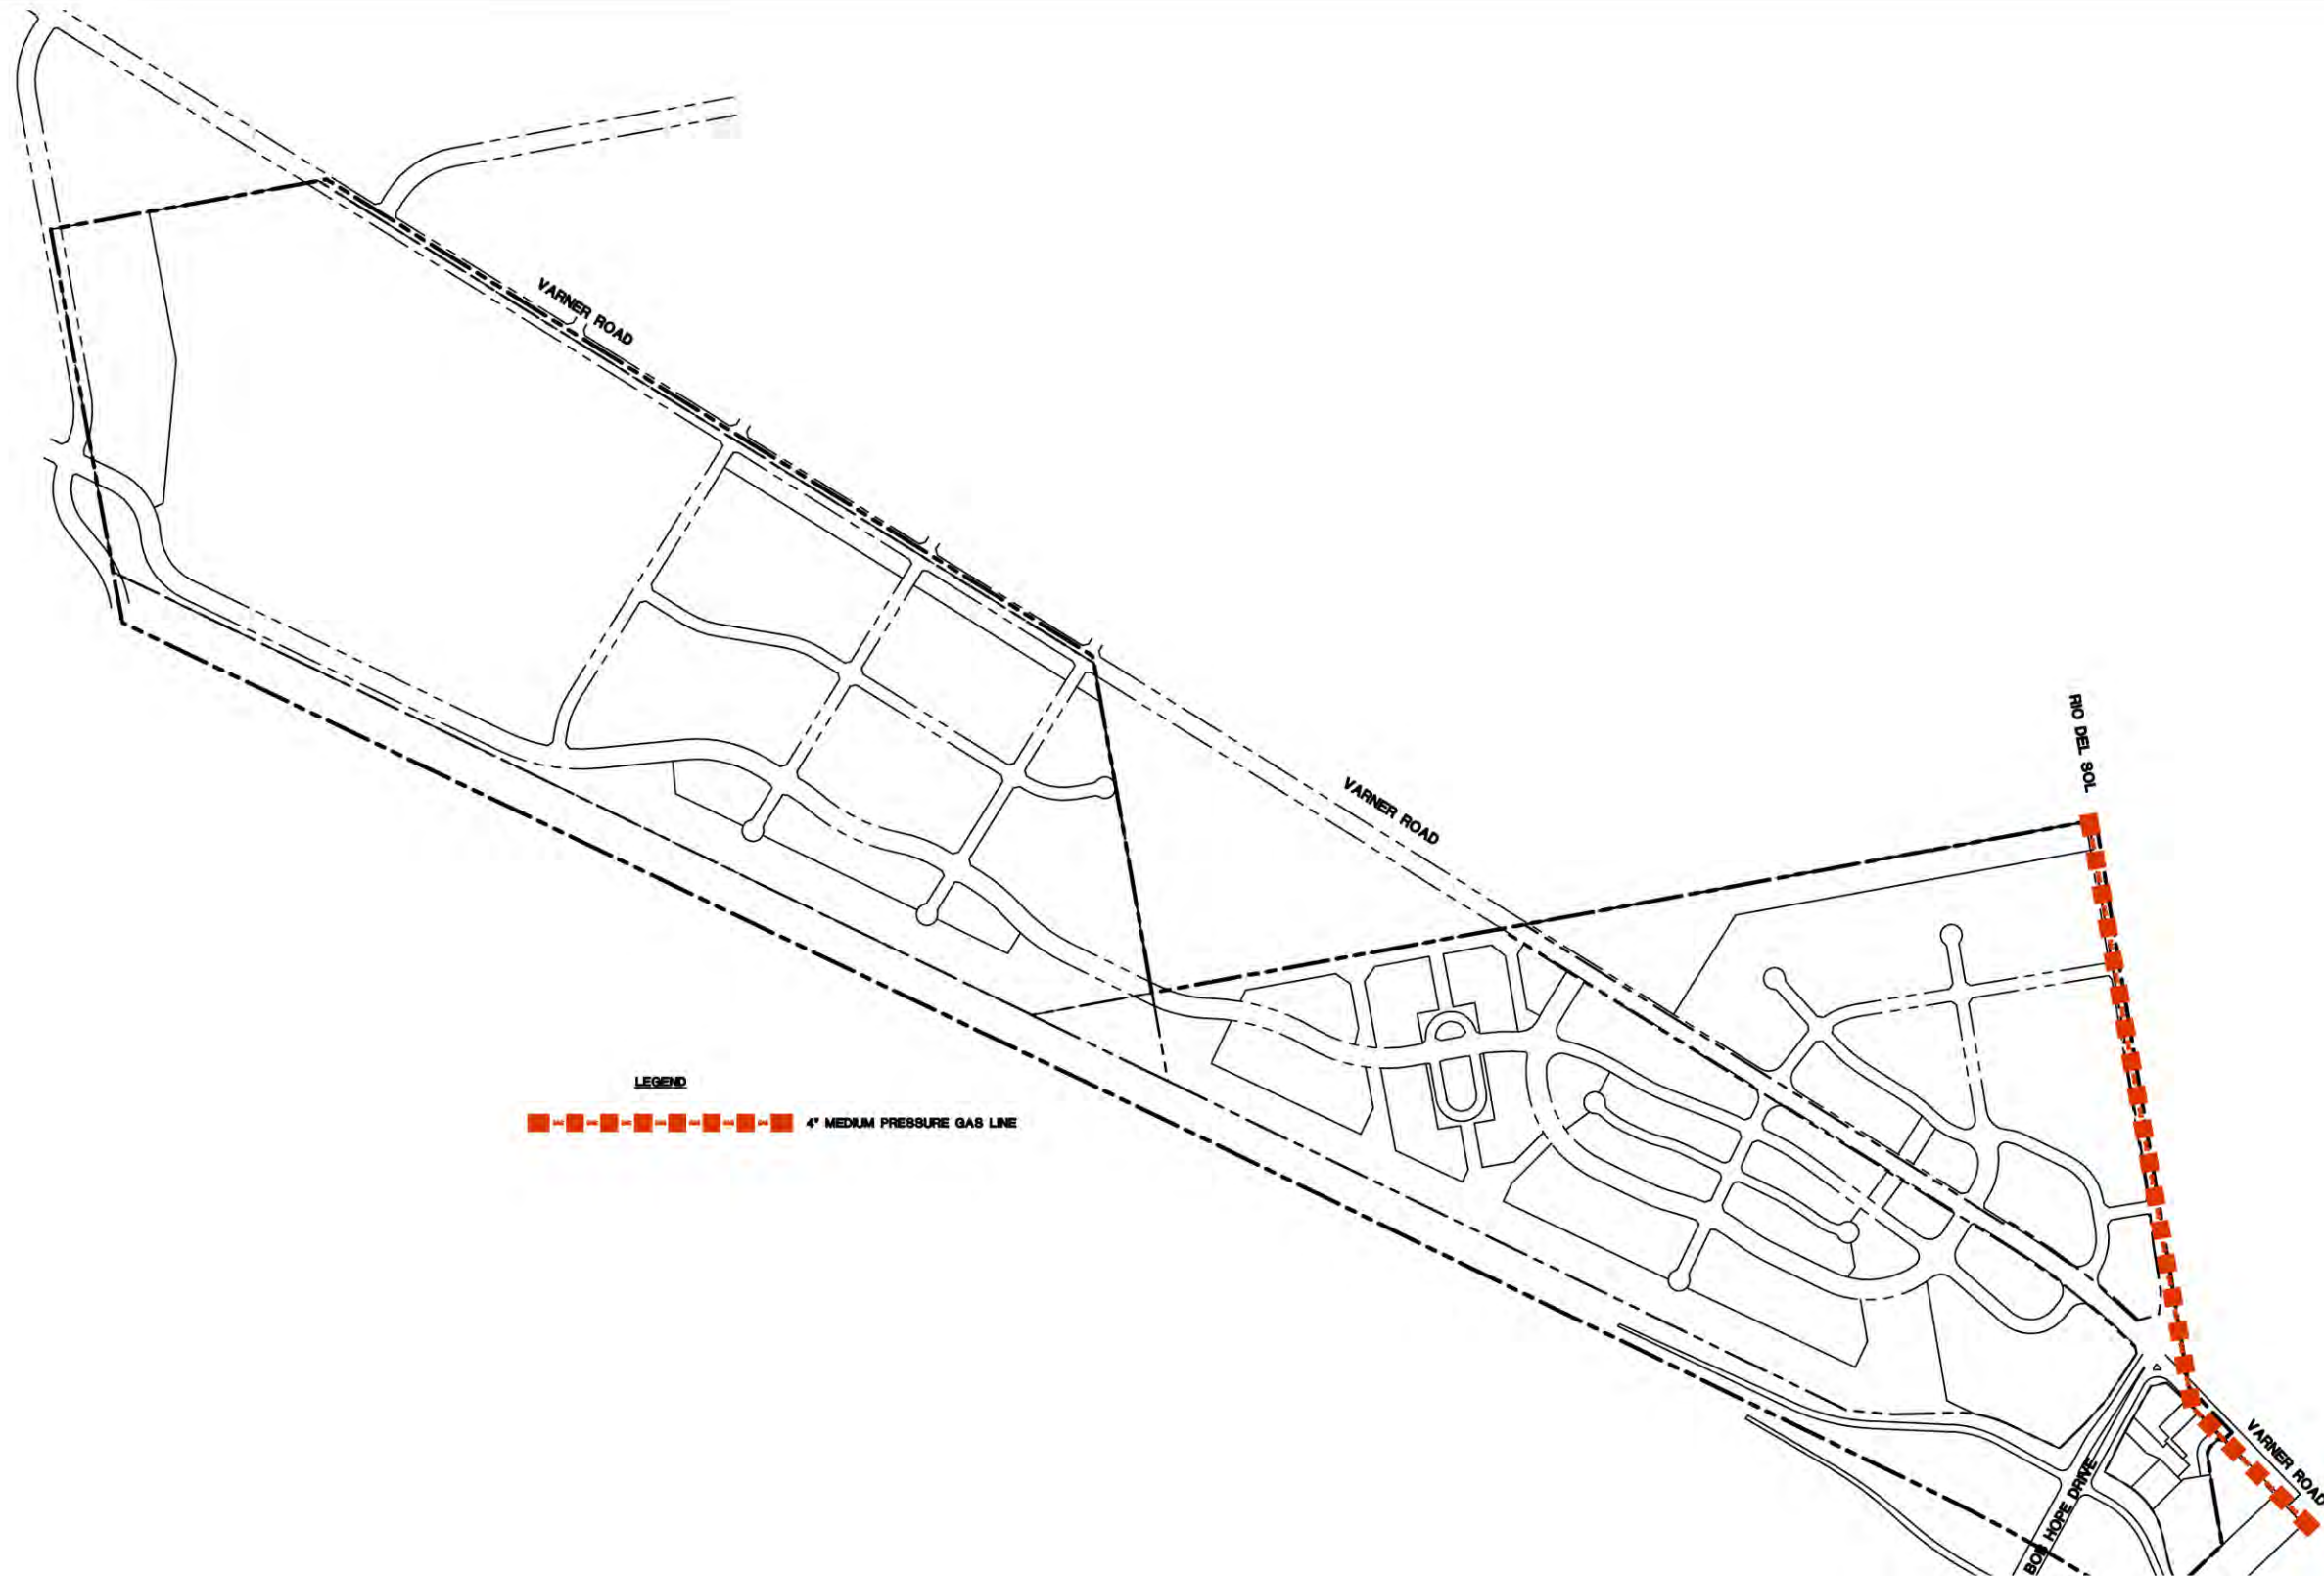 VARNER ROAD
RIO DEL SOL
VARNER ROAD
LEGEND
4" MEDIUM PRESSURE GAS LINE
VARNER ROAD
BOB HOPE DRIVE